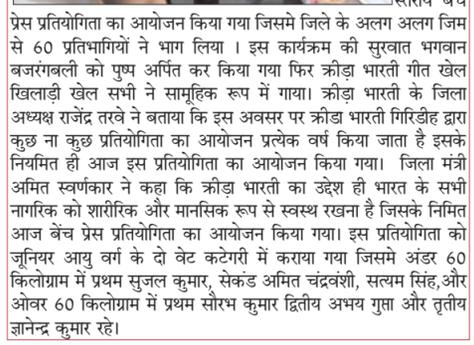 स्तरीय बेंच
प्रेस प्रतियोगिता का आयोजन किया गया जिसमे जिले के अलग अलग जिम
से 60 प्रतिभागियों ने भाग लिया । इस कार्यक्रम की सुरवात भगवान
बजरंगबली को पुष्प अर्पित कर किया गया फिर क्रीड़ा भारती गीत खेल
खिलाड़ी खेल सभी ने सामूहिक रूप में गाया। क्रीड़ा भारती के जिला
अध्यक्ष राजेंद्र तरवे ने बताया कि इस अवसर पर क्रीडा भारती गिरिडीह द्वारा
कुछ ना कुछ प्रतियोगिता का आयोजन प्रत्येक वर्ष किया जाता है इसके
नियमित ही आज इस प्रतियोगिता का आयोजन किया गया। जिला मंत्री
अमित स्वर्णकार ने कहा कि क्रीड़ा भारती का उद्देश ही भारत के सभी
नागरिक को शारीरिक और मानसिक रूप से स्वस्थ रखना है जिसके निमित
आज बेंच प्रेस प्रतियोगिता का आयोजन किया गया। इस प्रतियोगिता को
जूनियर आयु वर्ग के दो वेट कटेगरी में कराया गया जिसमे अंडर 60
किलोग्राम में प्रथम सुजल कुमार, सेकंड अमित चंद्रवंशी, सत्यम सिंह,और
ओवर 60 किलोग्राम में प्रथम सौरभ कुमार द्वितीय अभय गुप्ता और तृतीय
ज्ञानेन्द्र कुमार रहे।